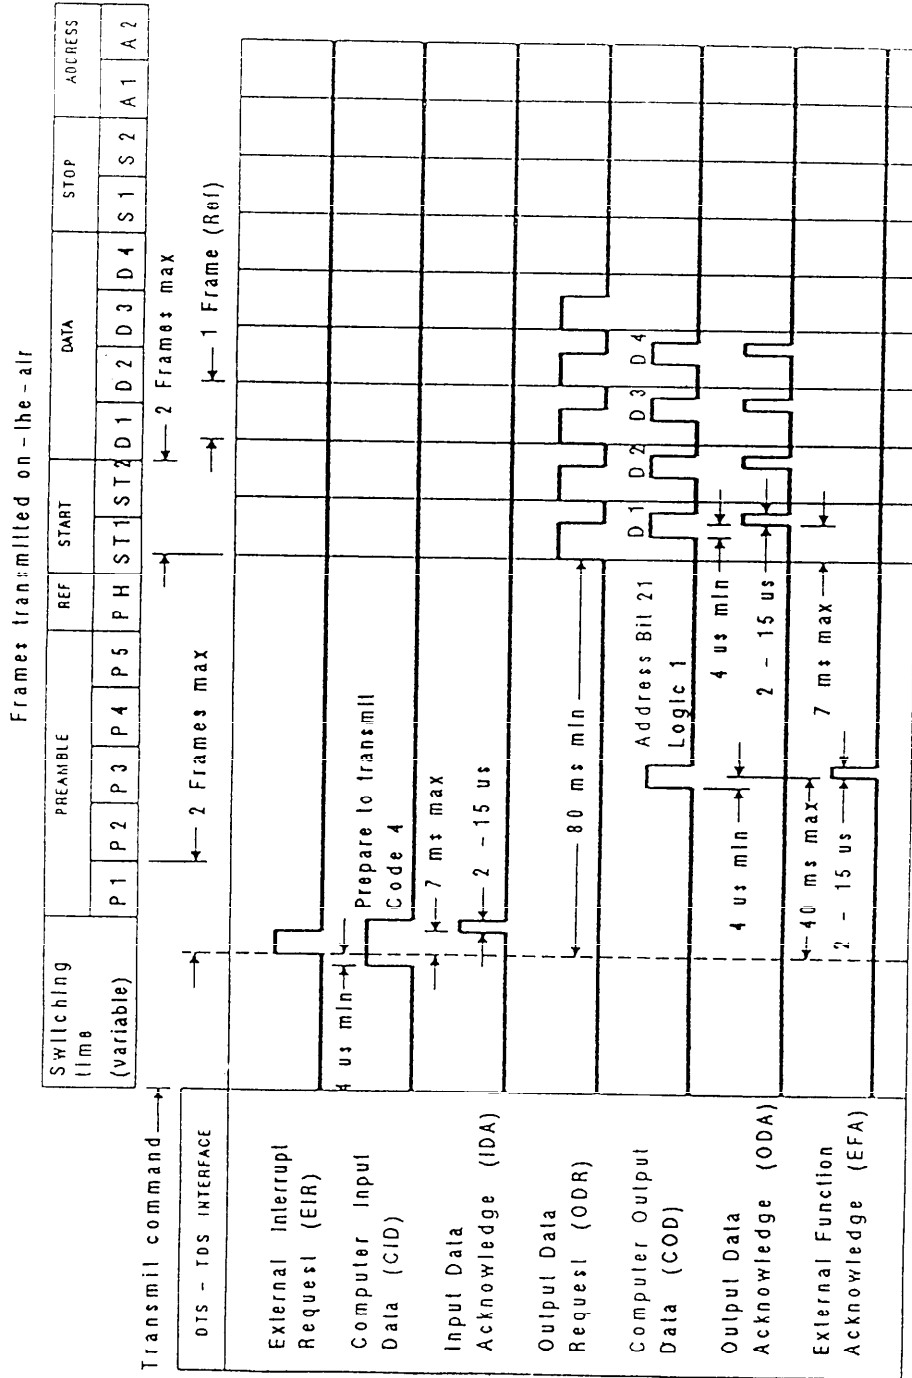 Frames transmitted on-the-air
Switching
time
(variable)
PREAMBLE
REF
START
DATA
STOP
ADDRESS
P1 P2 P3 P4 P5 PH ST1 ST2 D1 D2 D3 D4 S1 S2 A1 A2
Transmit command
2 Frames max
2 Frames max
1 Frame (Ref)
DTS - TDS INTERFACE
External Interrupt
Request (EIR)
Computer Input
Data (CID)
4 us min
Prepare to transmit
Code 4
Input Data
Acknowledge (IDA)
7 ms max
2 - 15 us
Output Data
Request (ODR)
80 ms min
Computer Output
Data (COD)
Address Bit 21
Logic 1
D1 D2 D3 D4
Output Data
Acknowledge (ODA)
4 us min
4 us min
2 - 15 us
External Function
Acknowledge (EFA)
40 ms max
2 - 15 us
7 ms max